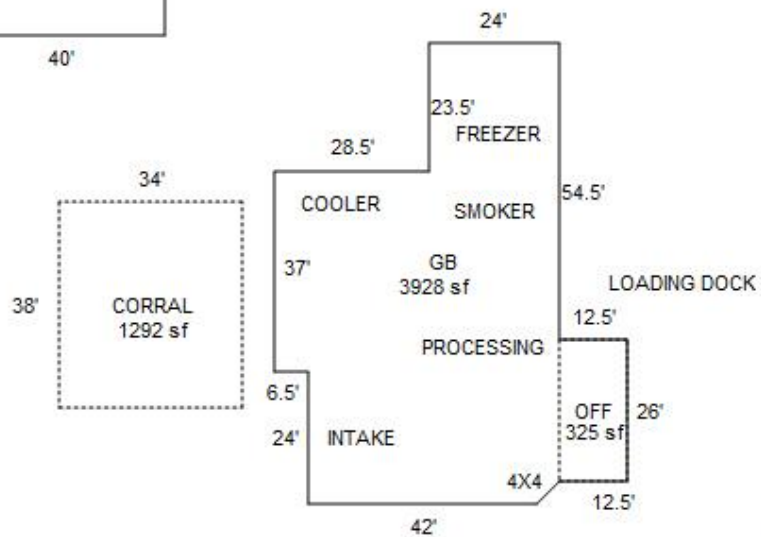 24'
40'
23.5'
FREEZER
28.5'
34'
54.5'
COOLER
SMOKER
GB
3928 sf
37'
LOADING DOCK
38'
CORRAL
1292 sf
12.5'
PROCESSING
6.5'
OFF
325 sf
26'
24'
INTAKE
4X4
12.5'
42'